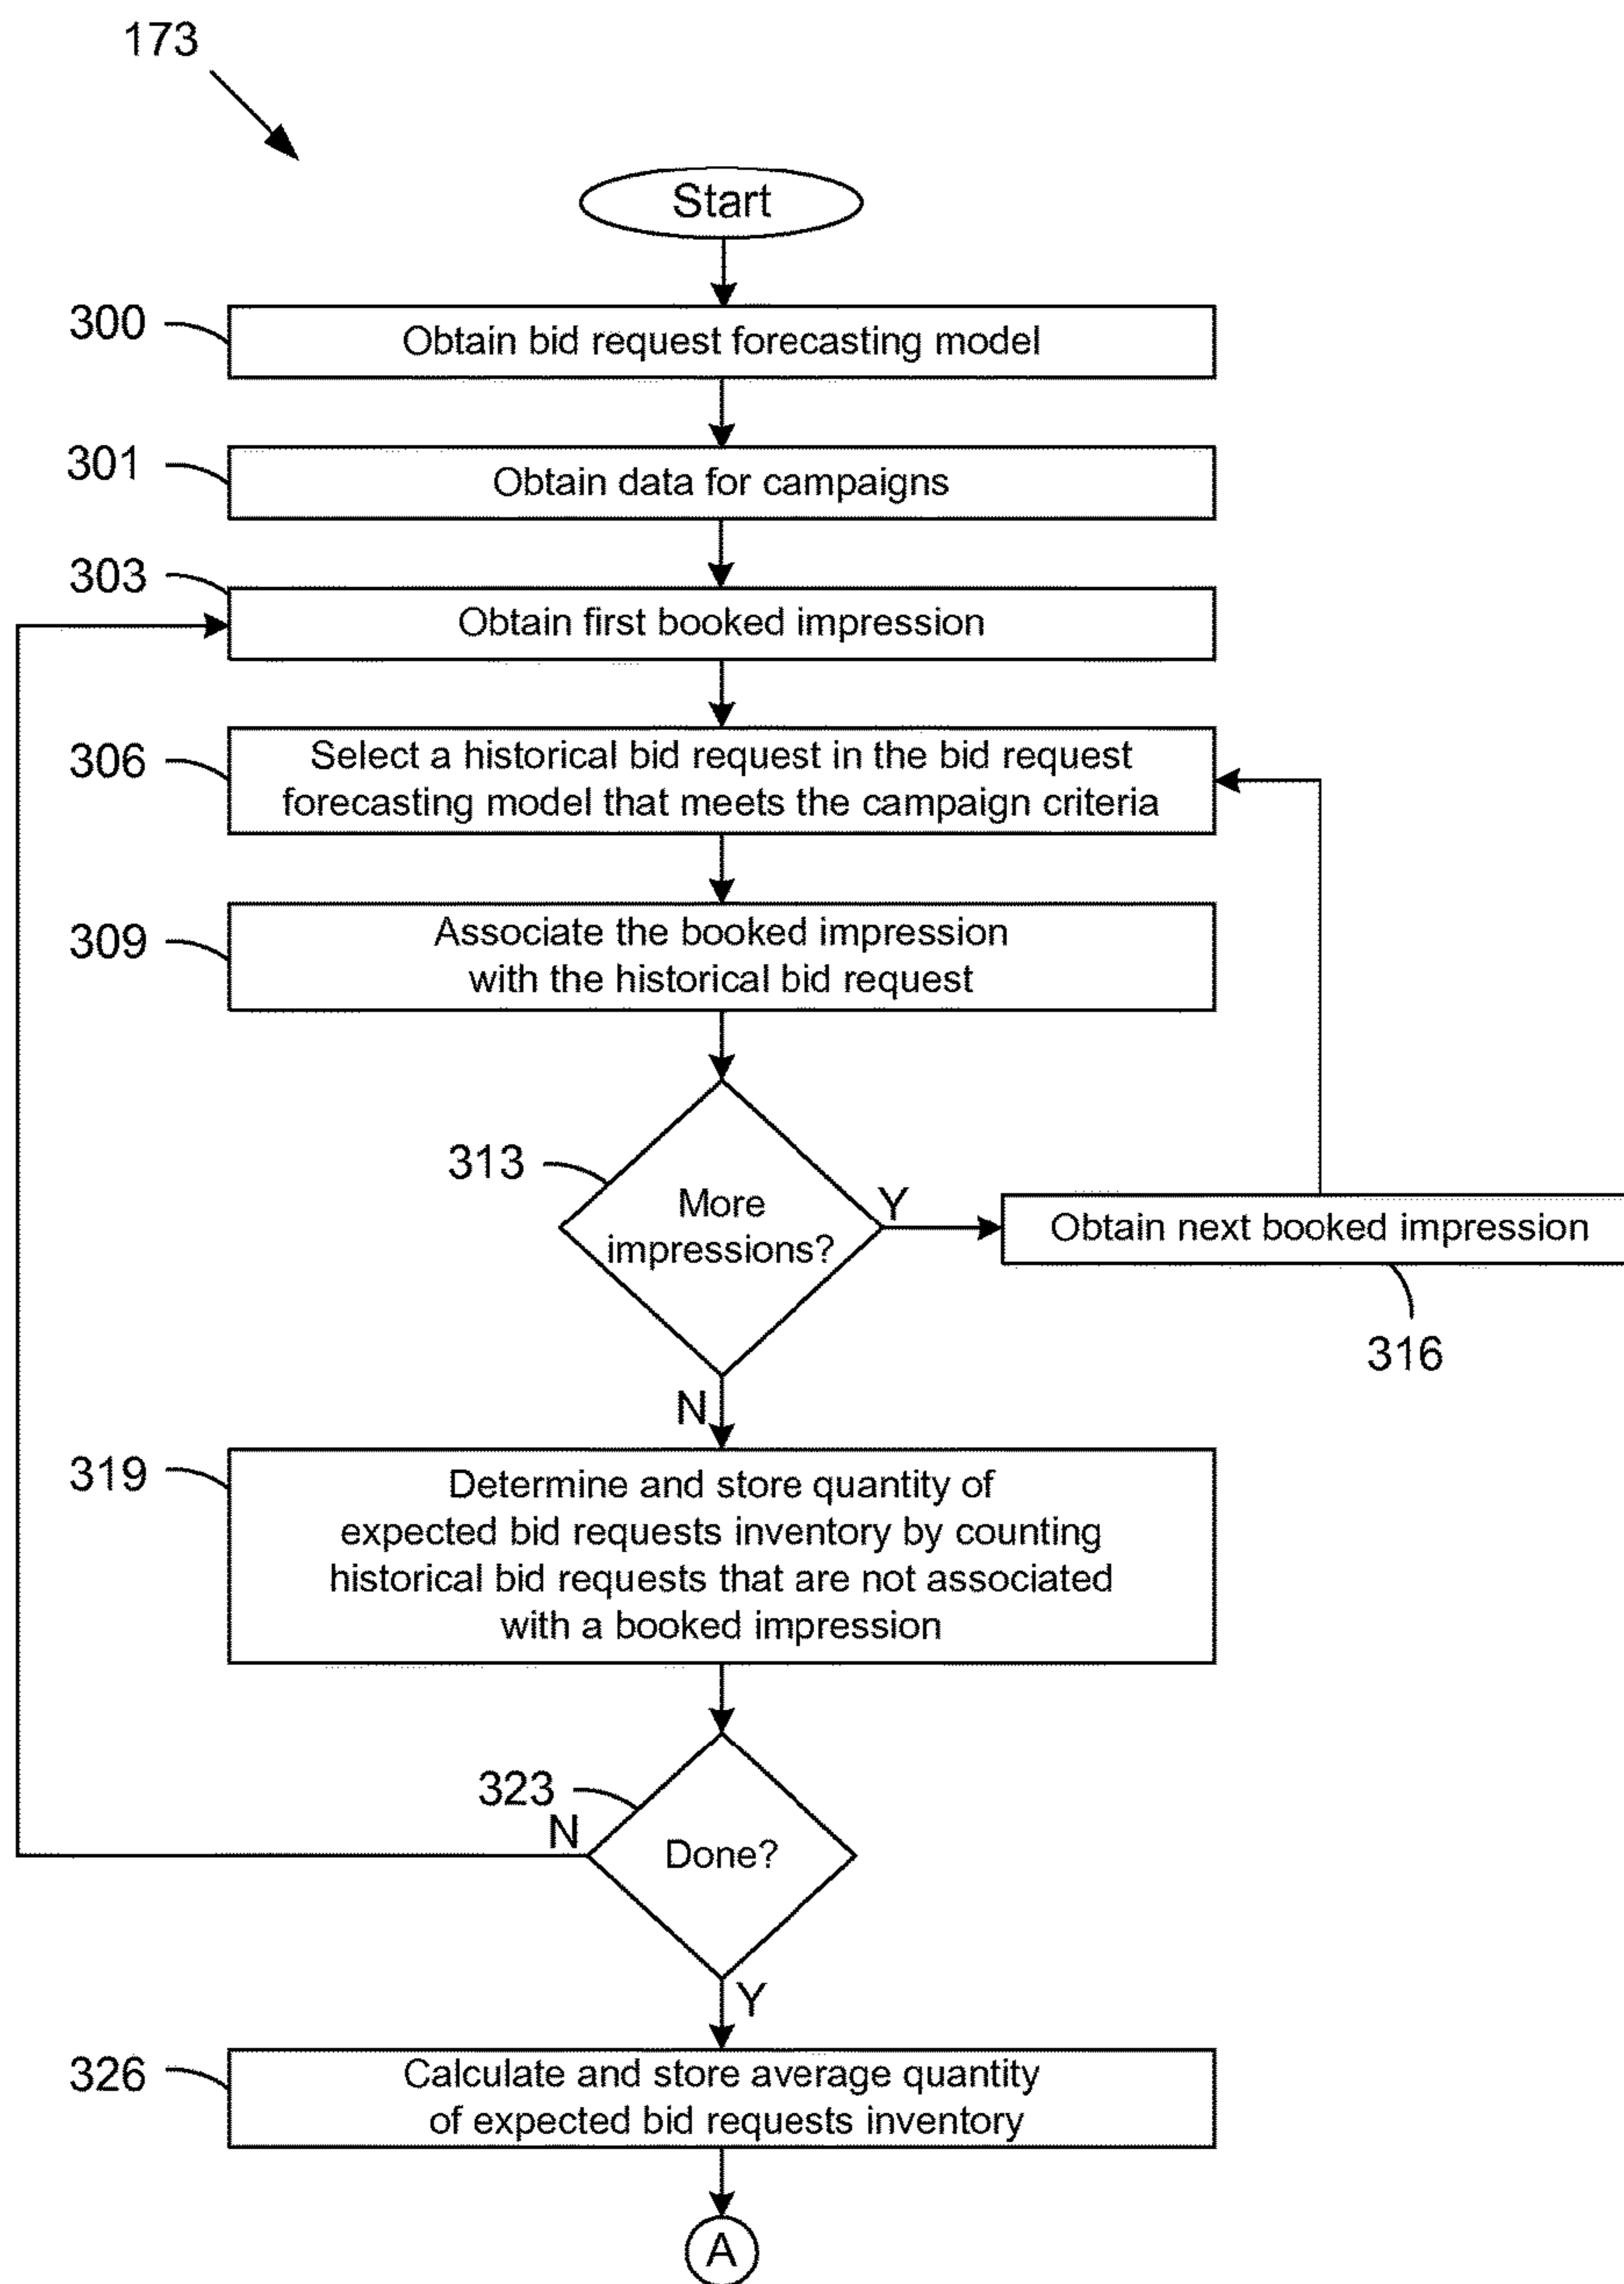 173
Start
300
Obtain bid request forecasting model
301
Obtain data for campaigns
303
Obtain first booked impression
306
Select a historical bid request in the bid request
forecasting model that meets the campaign criteria
309
Associate the booked impression
with the historical bid request
313
More
impressions?
Y
Obtain next booked impression
316
N
319
Determine and store quantity of
expected bid requests inventory by counting
historical bid requests that are not associated
with a booked impression
323
N
Done?
Y
326
Calculate and store average quantity
of expected bid requests inventory
A